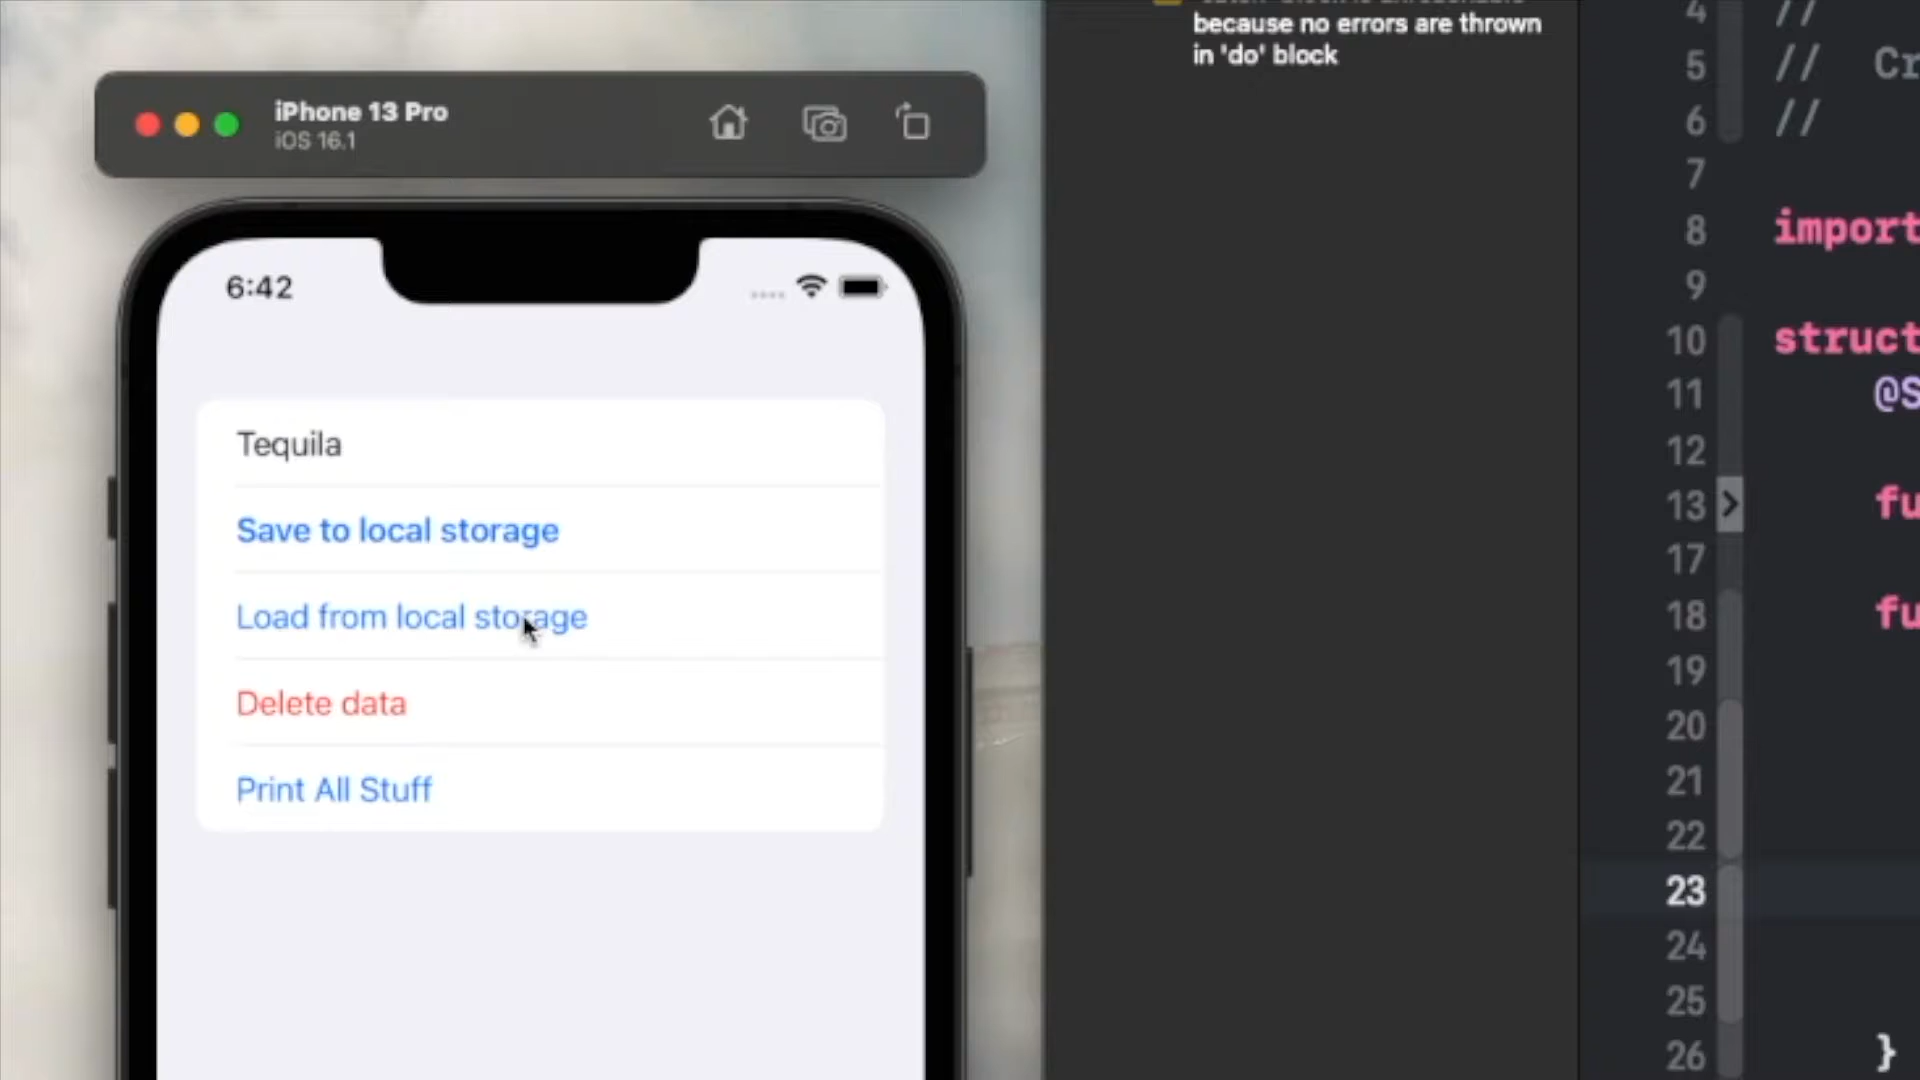 iPhone 13 Pro
iOS 16.1
6:42
Tequila
Save to local storage
Load from local storage
Delete data
Print All Stuff
because no errors are thrown
in 'do' block
4 //
5 // Cr
6 //
7
8 import
9
10 struct
11 @S
12
13 fu
17
18 fu
19
20
21
22
23
24
25
26 }